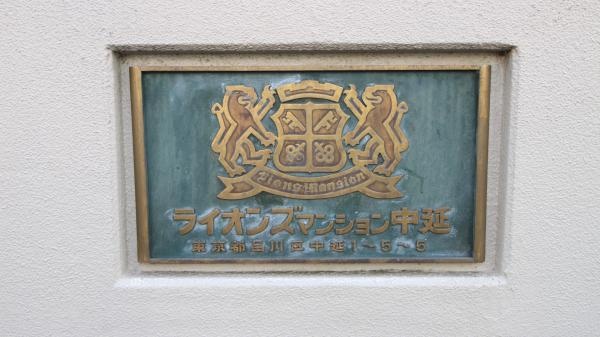 Lions Mansion
ライオンズマンション中延
東京都品川区中延1〜5〜5